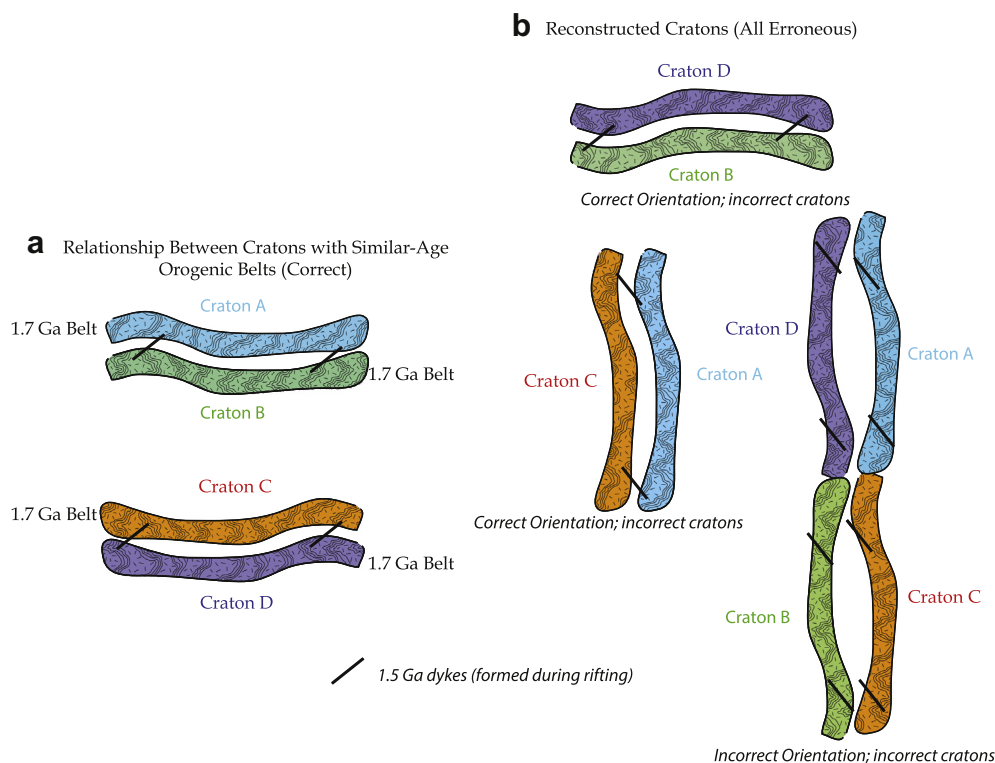 a
Relationship Between Cratons with Similar-Age
Orogenic Belts (Correct)
Craton A
1.7 Ga Belt
1.7 Ga Belt
Craton B
Craton C
1.7 Ga Belt
1.7 Ga Belt
Craton D
1.5 Ga dykes (formed during rifting)
b
Reconstructed Cratons (All Erroneous)
Craton D
Craton B
Correct Orientation; incorrect cratons
Craton C
Craton A
Correct Orientation; incorrect cratons
Craton D
Craton A
Craton B
Craton C
Incorrect Orientation; incorrect cratons